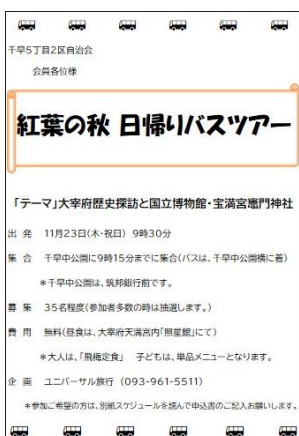 千早5丁目2区自治会
会員各位様
紅葉の秋 日帰りバスツアー
「テーマ」大宰府歴史探訪と国立博物館・宝満宮竈門神社
出 発 11月23日(木・祝日) 9時30分
集 合 千早中公園に9時15分までに集合(バスは、千早中公園横に着)
*千早中公園は、筑邦銀行前です。
募 集 35名程度(参加者多数の時は抽選します。)
費 用 無料(昼食は、大宰府天満宮内「照星館」にて)
*大人は、「飛梅定食」 子どもは、単品メニューとなります。
企 画 ユニバーサル旅行 (093-961-5511)
*参加ご希望の方は、別紙スケジュールを読んで申込書のご記入お願いします。